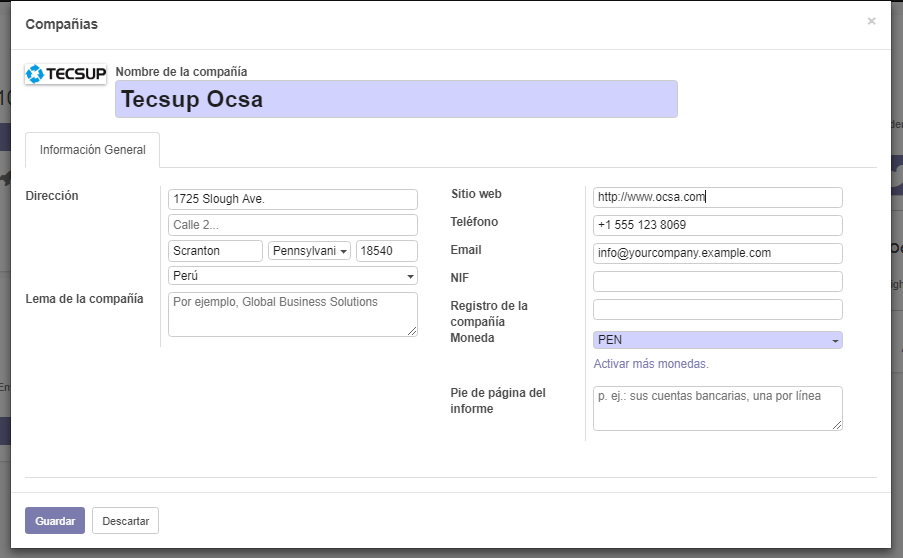 Compañias
×
TECSUP
Nombre de la compañía
Tecsup Ocsa
Información General
Dirección
1725 Slough Ave.
Calle 2...
Scranton Pennsylvani 18540
Perú
Lema de la compañía
Por ejemplo, Global Business Solutions
Sitio web
http://www.ocsa.com
Teléfono
+1 555 123 8069
Email
info@yourcompany.example.com
NIF
Registro de la
compañía
Moneda
PEN
Activar más monedas.
Pie de página del
informe
p. ej.: sus cuentas bancarias, una por línea
Guardar
Descartar